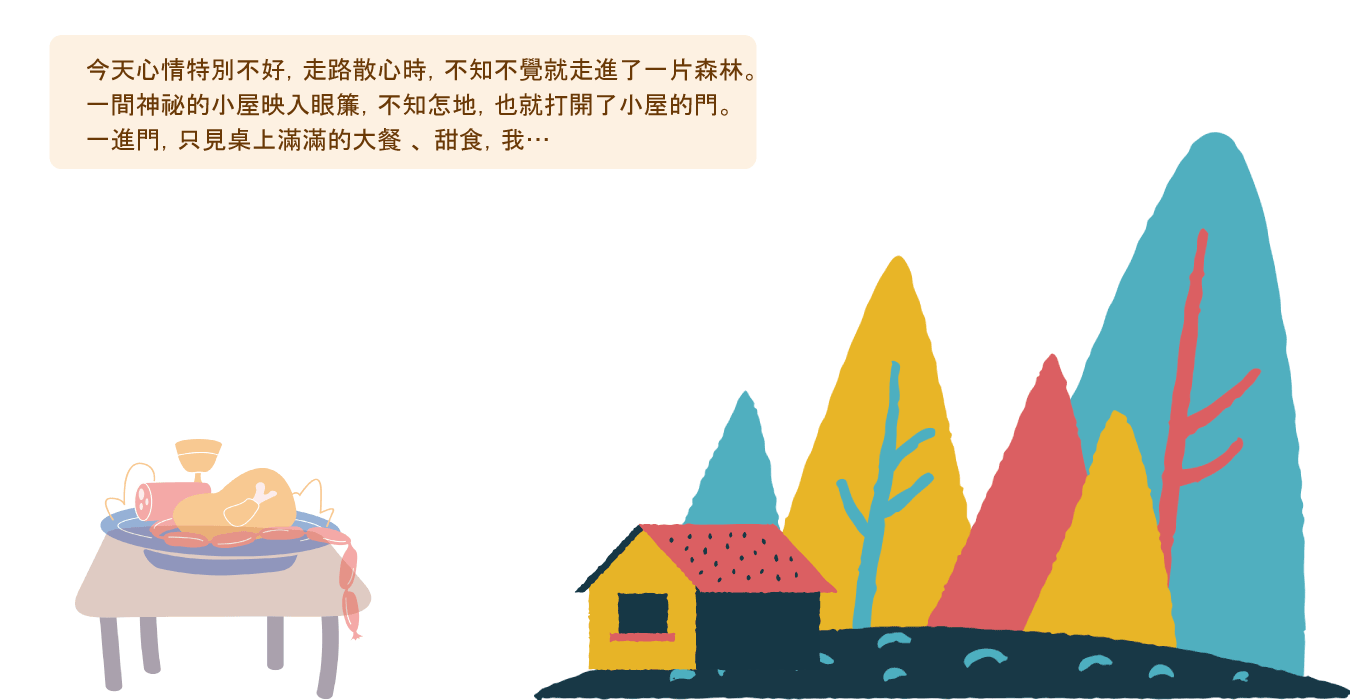 今天心情特別不好, 走路散心時, 不知不覺就走進了一片森林。
一間神祕的小屋映入眼簾, 不知怎地, 也就打開了小屋的門。
一進門, 只見桌上滿滿的大餐 、甜食, 我⋯